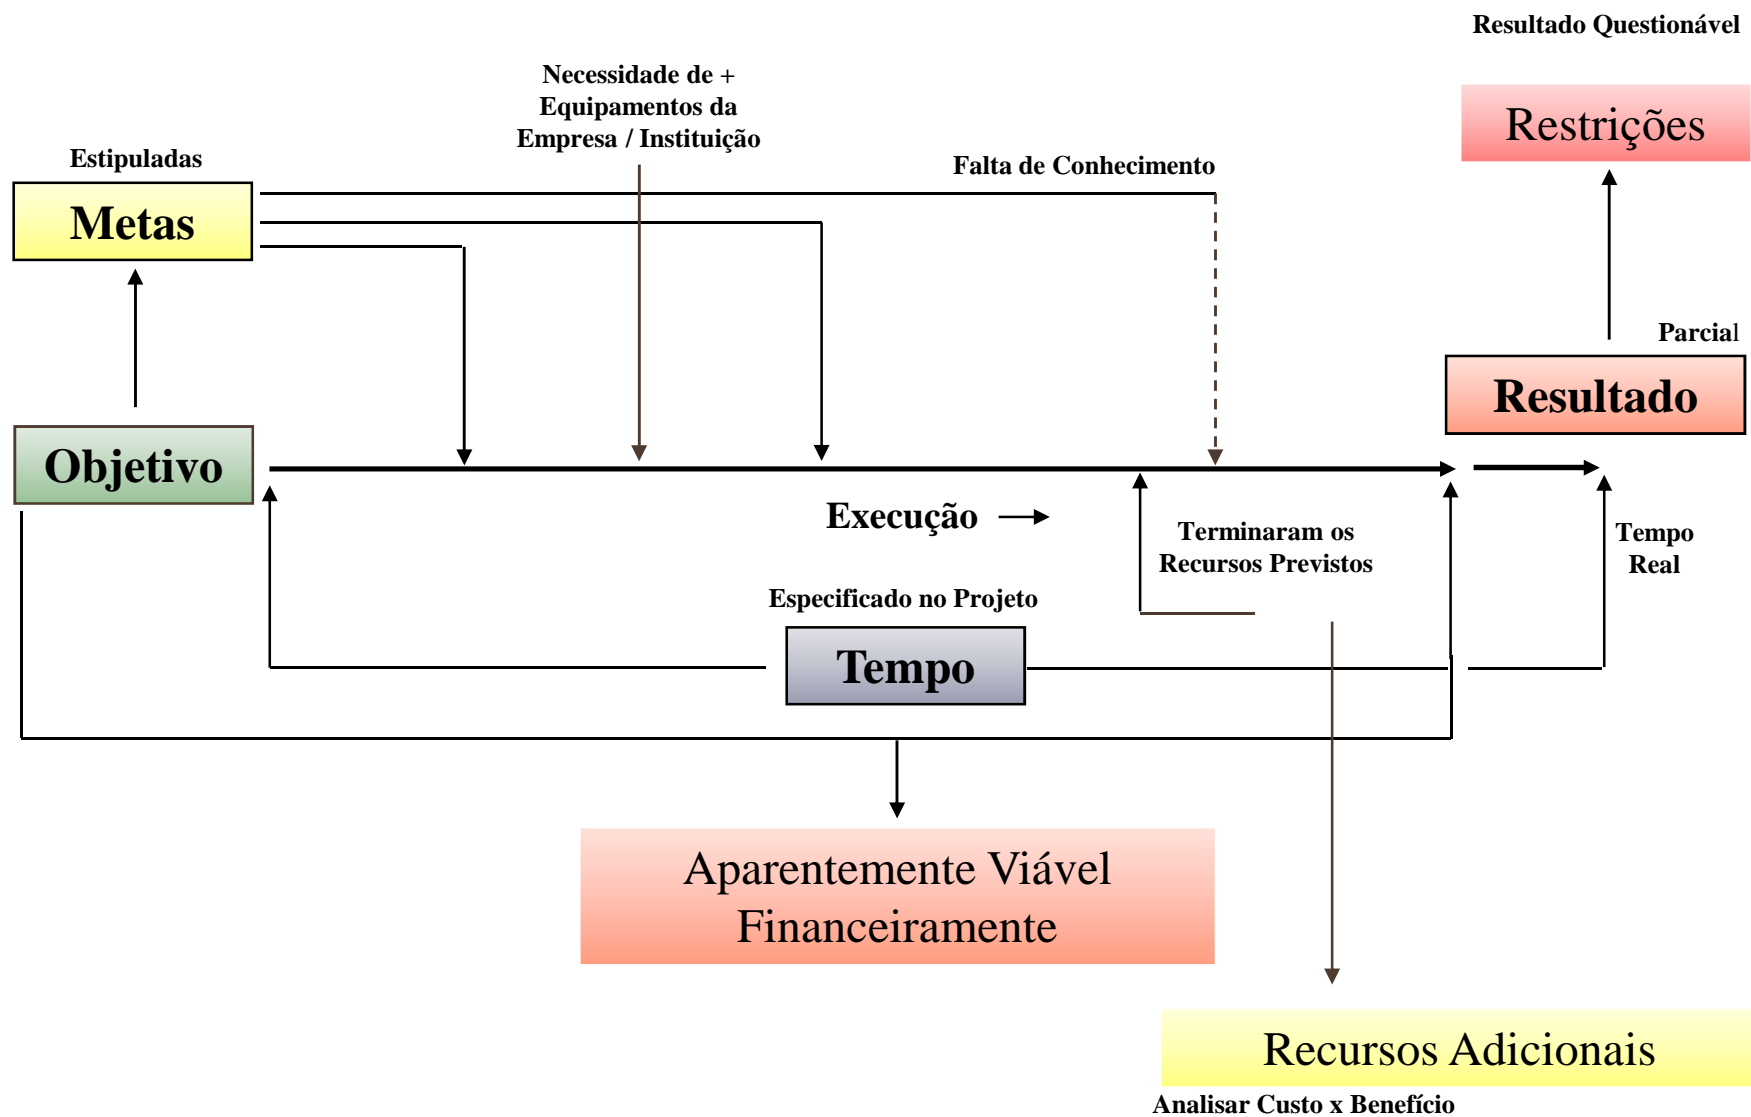 Resultado Questionável
Necessidade de +
Equipamentos da
Empresa / Instituição
Restrições
Estipuladas
Falta de Conhecimento
Metas
Parcial
Resultado
Objetivo
Execução
Terminaram os
Recursos Previstos
Tempo
Real
Especificado no Projeto
Tempo
Aparentemente Viável
Financeiramente
Recursos Adicionais
Analisar Custo x Benefício